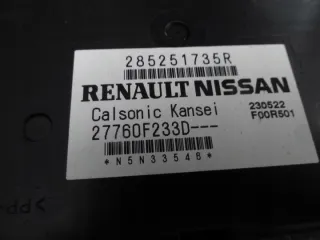 285251735R
RENAULT NISSAN
Calsonic Kansei 230522
27760F233D--- F00R501
*N5N33548*